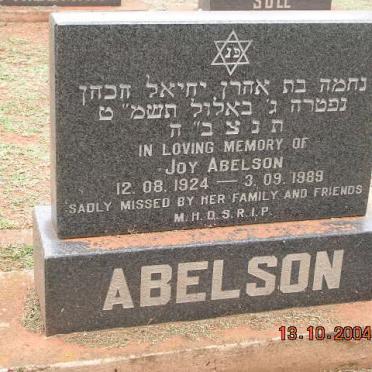 SOLL
פ נ
נחמה בת אהרן יחיאל הכהן
נפטרה ג׳ באלול תשמ״ט
ת נ צ ב״ ה
IN LOVING MEMORY OF
JOY ABELSON
12. 08. 1924 — 3. 09. 1989
SADLY MISSED BY HER FAMILY AND FRIENDS
M.H.D.S.R.I.P.
ABELSON
13.10.2004